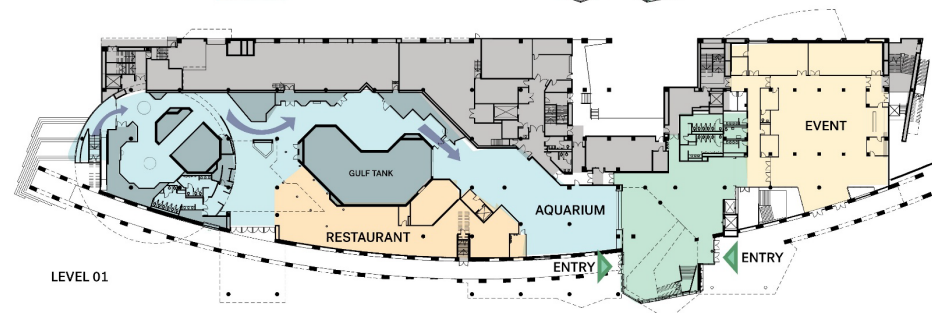 EVENT
GULF TANK
AQUARIUM
RESTAURANT
ENTRY
ENTRY
LEVEL 01